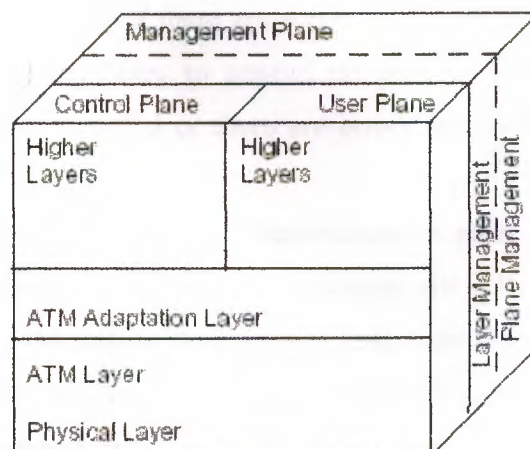 Management Plane
Control Plane
User Plane
Higher
Layers
Higher
Layers
ATM Adaptation Layer
ATM Layer
Physical Layer
Layer Management
Plane Management